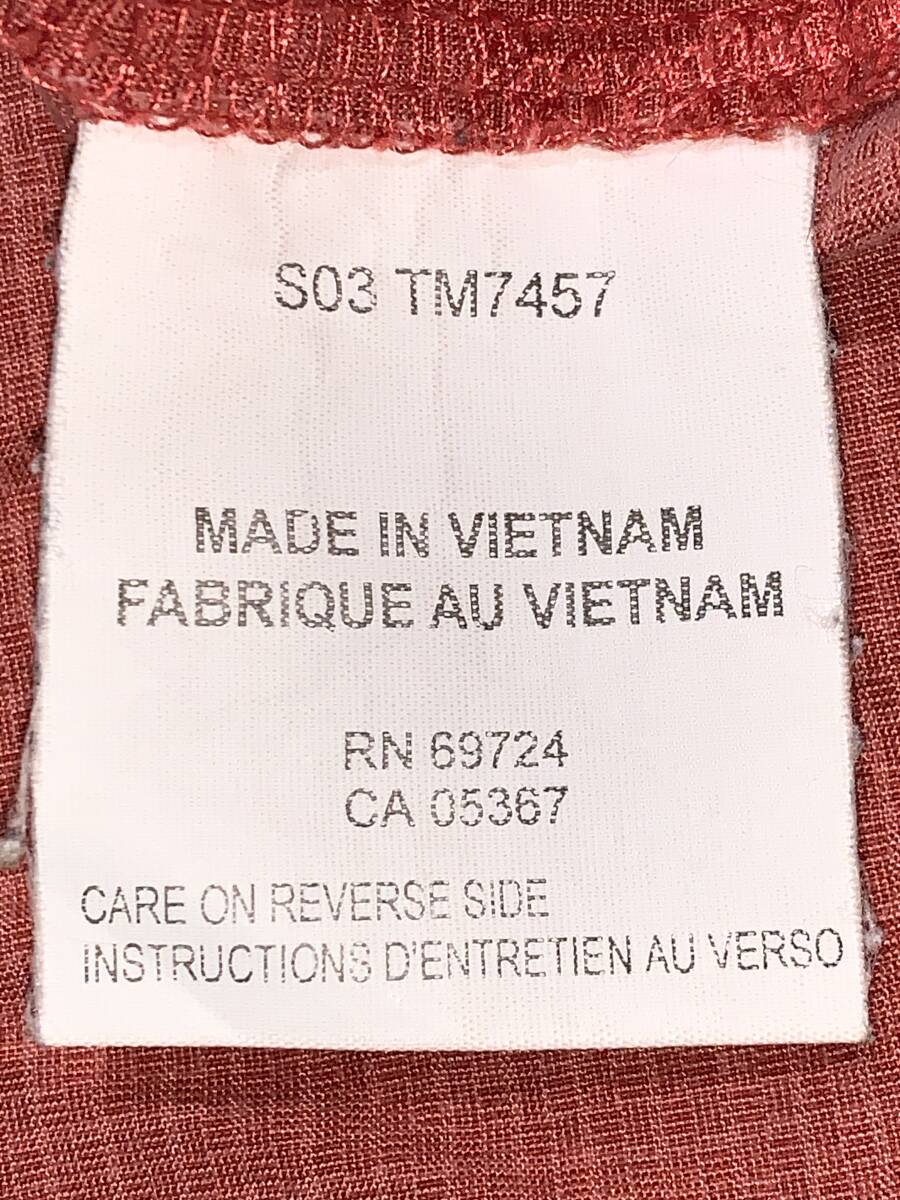 S03 TM7457
MADE IN VIETNAM
FABRIQUE AU VIETNAM
RN 69724
CA 05367
CARE ON REVERSE SIDE
INSTRUCTIONS D'ENTRETIEN AU VERSO